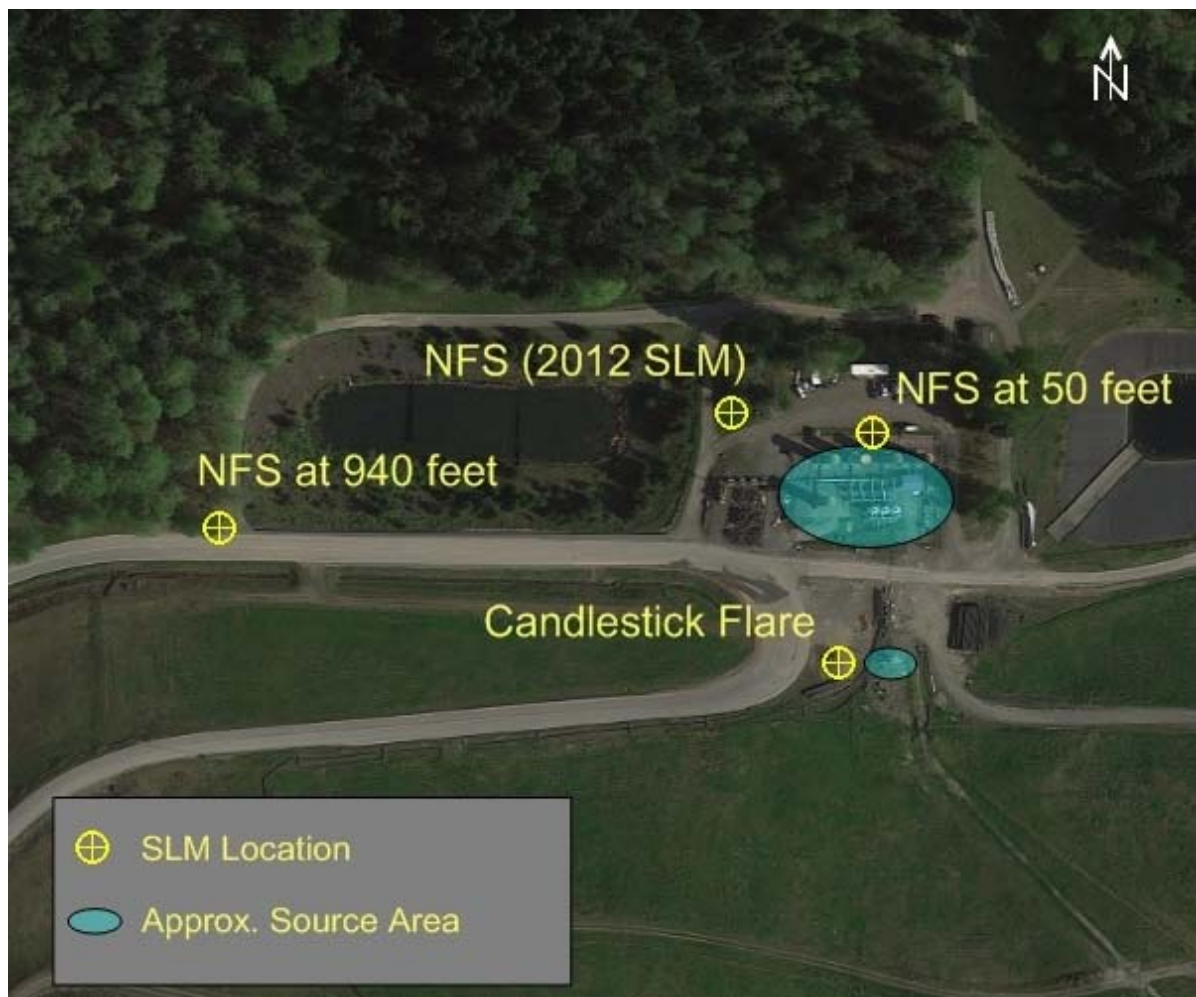 N
NFS (2012 SLM)
NFS at 50 feet
NFS at 940 feet
Candlestick Flare
SLM Location
Approx. Source Area